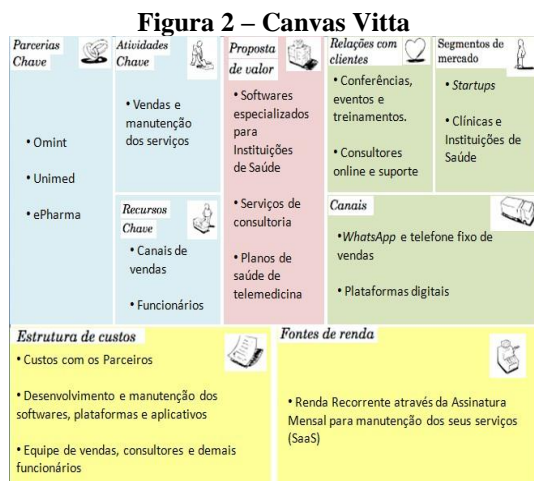 Figura 2 – Canvas Vitta
Parcerias
Chave
• Omint
• Unimed
• ePharma
Atividades
Chave
• Vendas e
manutenção
dos serviços
Recursos
Chave
• Canais de
vendas
• Funcionários
Proposta
de valor
• Softwares
especializados
para
Instituições
de Saúde
• Serviços de
consultoria
• Planos de
saúde de
telemedicina
Relações com
clientes
• Conferências,
eventos e
treinamentos.
• Consultores
online e suporte
Segmentos de
mercado
• Startups
• Clínicas e
Instituições de
Saúde
Canais
•WhatsApp e telefone fixo de
vendas
• Plataformas digitais
Estrutura de custos
• Custos com os Parceiros
• Desenvolvimento e manutenção dos
softwares, plataformas e aplicativos
• Equipe de vendas, consultores e demais
funcionários
Fontes de renda
• Renda Recorrente através da Assinatura
Mensal para manutenção dos seus serviços
(SaaS)